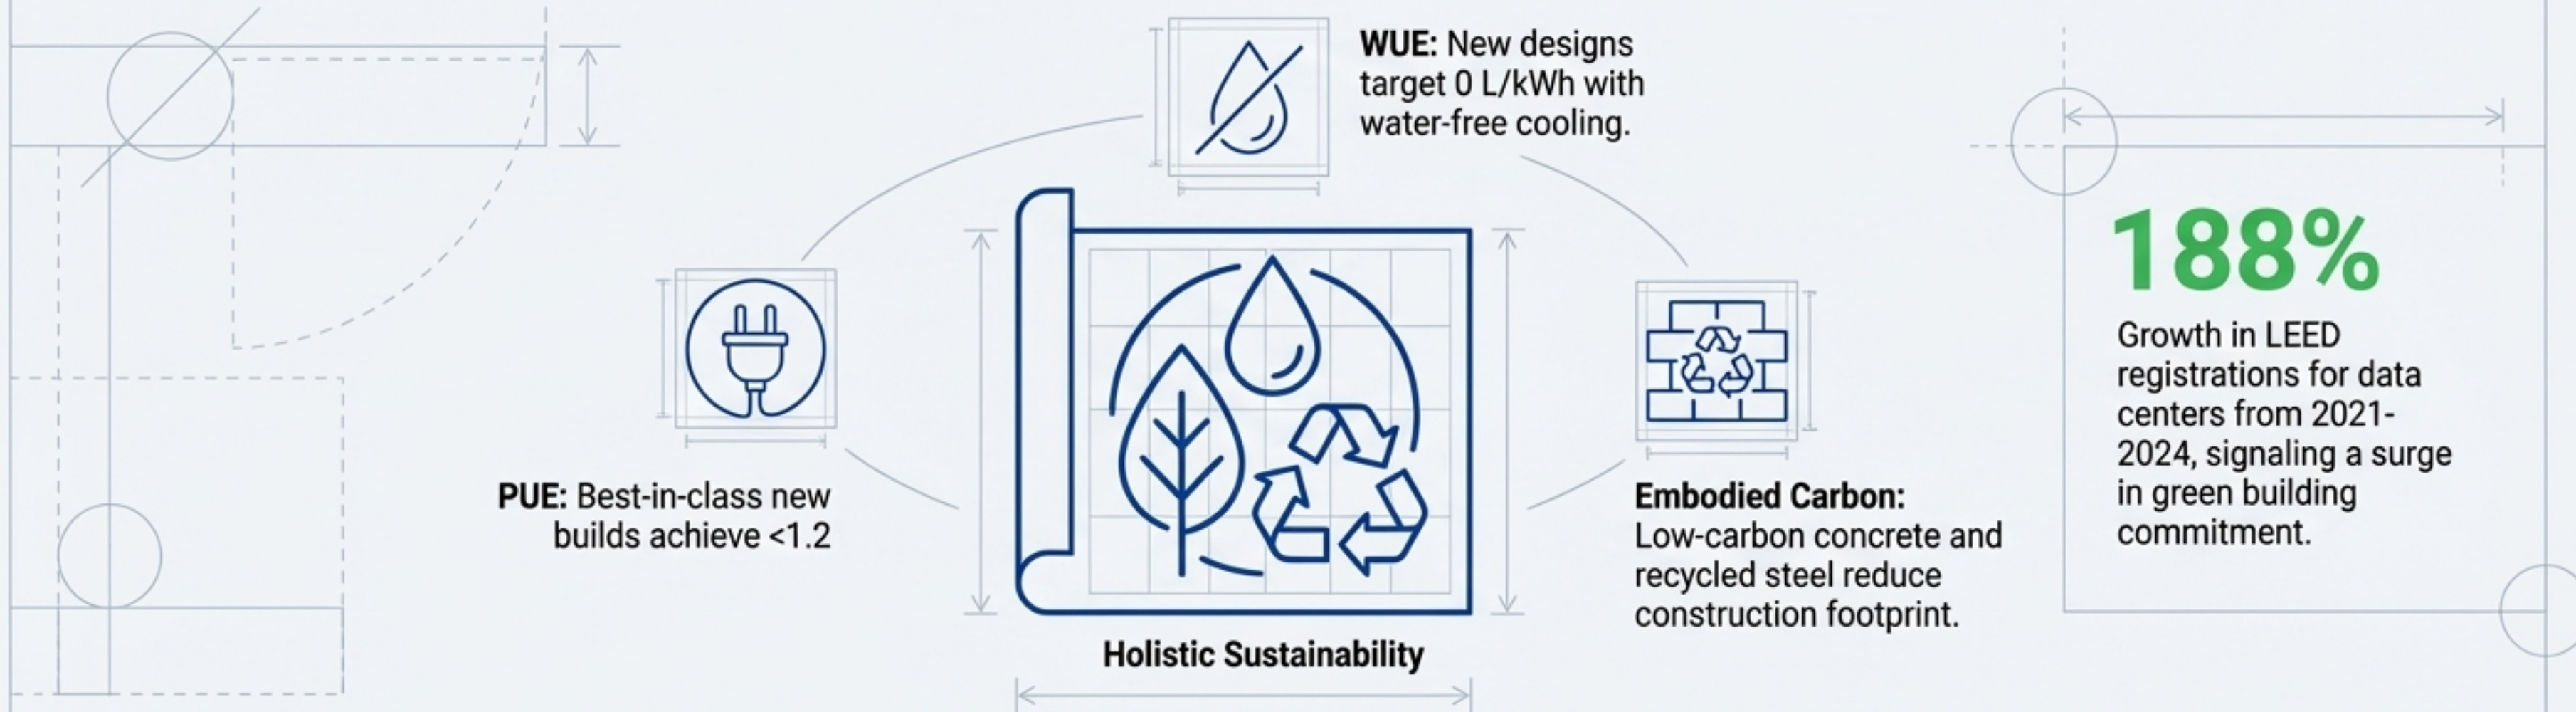 WUE: New designs
target 0 L/kWh with
water-free cooling.
PUE: Best-in-class new
builds achieve <1.2
Holistic Sustainability
Embodied Carbon:
Low-carbon concrete and
recycled steel reduce
construction footprint.
188%
Growth in LEED
registrations for data
centers from 2021-
2024, signaling a surge
in green building
commitment.